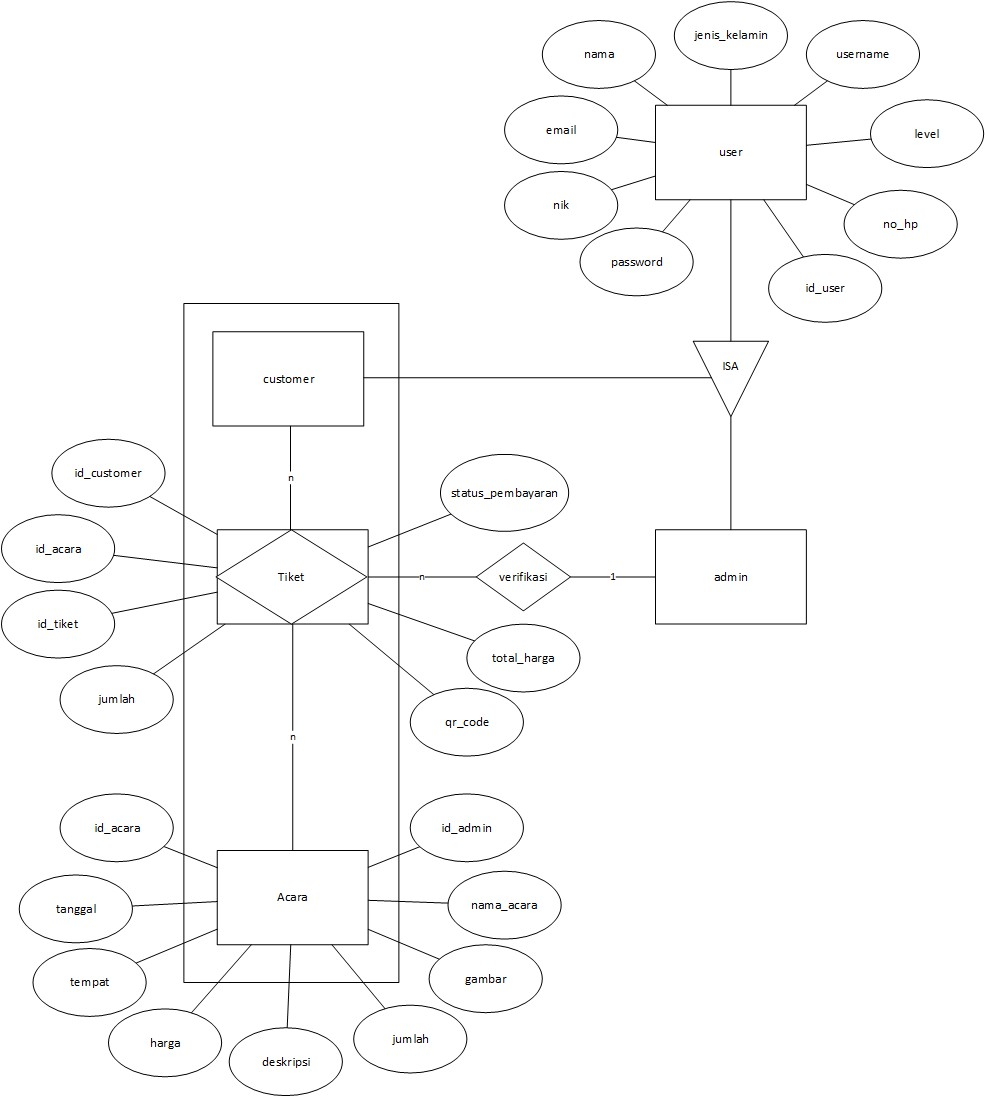 jenis_kelamin
nama
username
email
level
user
nik
no_hp
password
id_user
ISA
customer
id_customer
n
status_pembayaran
id_acara
Tiket
n
verifikasi
1
admin
id_tiket
total_harga
jumlah
qr_code
n
id_acara
id_admin
Acara
tanggal
nama_acara
tempat
gambar
harga
jumlah
deskripsi